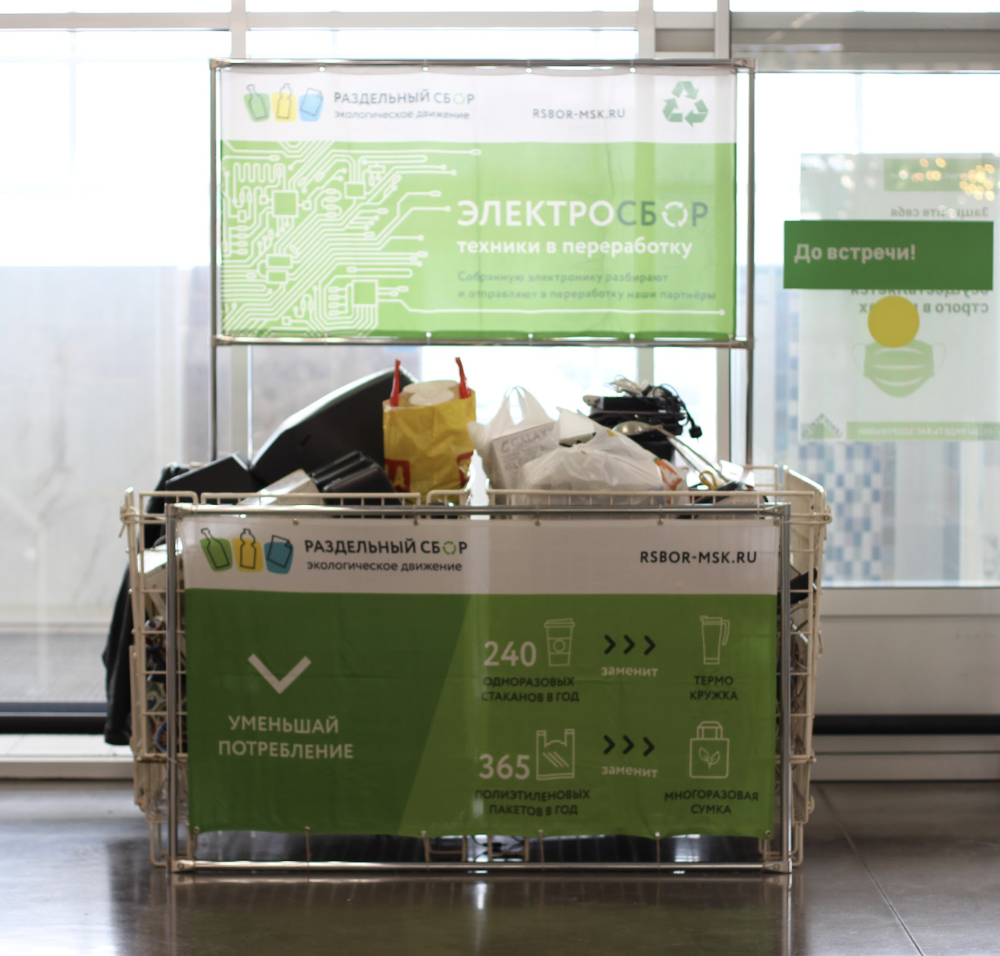 РАЗДЕЛЬНЫЙ СБОР
экологическое движение
RSBOR-MSK.RU
ЭЛЕКТРОСБОР
техники в переработку
Собранную электронику разбирают
и отправляют в переработку наши партнёры
До встречи!
РАЗДЕЛЬНЫЙ СБОР
экологическое движение
RSBOR-MSK.RU
УМЕНЬШАЙ
ПОТРЕБЛЕНИЕ
240
ОДНОРАЗОВЫХ
СТАКАНОВ В ГОД
заменит
ТЕРМО
КРУЖКА
365
ПОЛИЭТИЛЕНОВЫХ
ПАКЕТОВ В ГОД
заменит
МНОГОРАЗОВАЯ
СУМКА